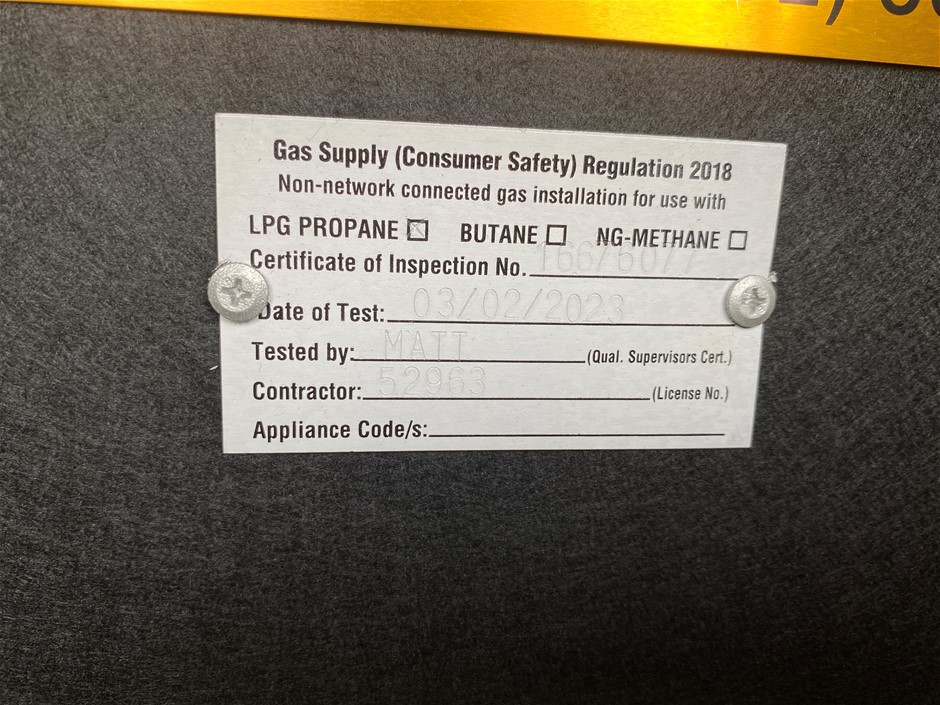 Gas Supply (Consumer Safety) Regulation 2018
Non-network connected gas installation for use with
LPG PROPANE ☒ BUTANE ☐ NG-METHANE ☐
Certificate of Inspection No.
Date of Test: 03/02/2023
Tested by: MATT (Qual. Supervisors Cert.)
Contractor: 52963 (License No.)
Appliance Code/s: